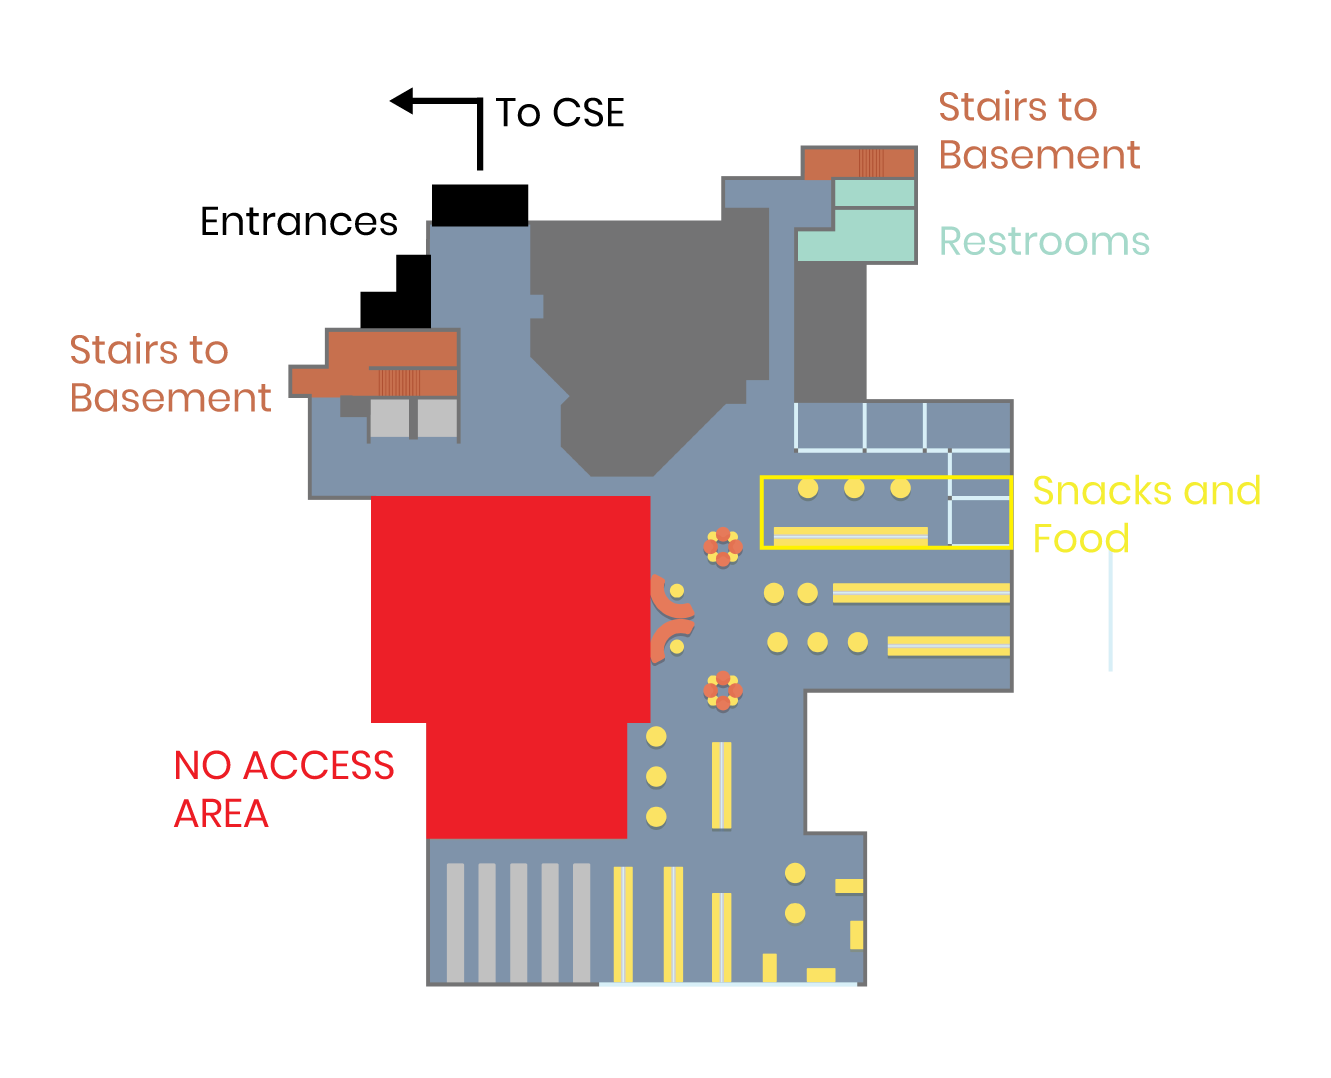 To CSE
Stairs to
Basement
Entrances
Restrooms
Stairs to
Basement
Snacks and
Food
NO ACCESS
AREA